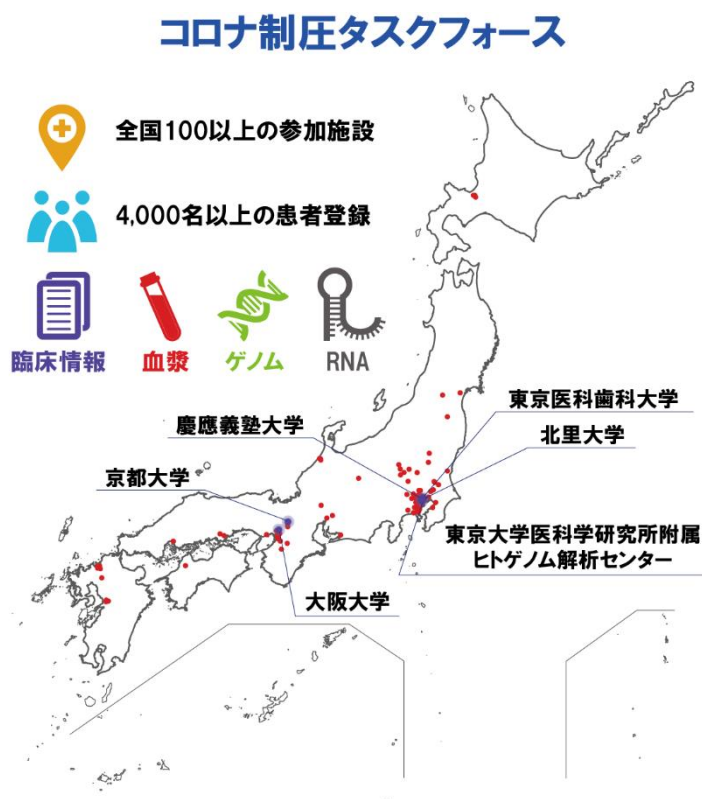 コロナ制圧タスクフォース
全国100以上の参加施設
4,000名以上の患者登録
臨床情報
血漿
ゲノム
RNA
東京医科歯科大学
慶應義塾大学
北里大学
京都大学
東京大学医科学研究所附属
ヒトゲノム解析センター
大阪大学